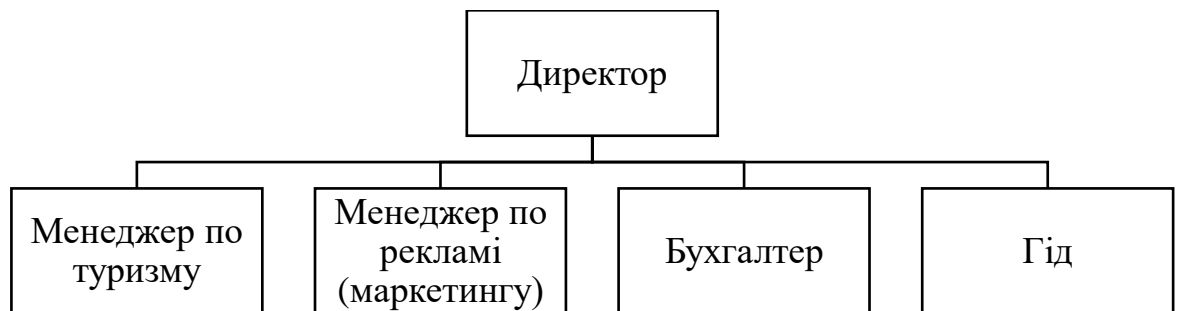 Директор
Менеджер по
туризму
Менеджер по
рекламі
(маркетингу)
Бухгалтер
Гід